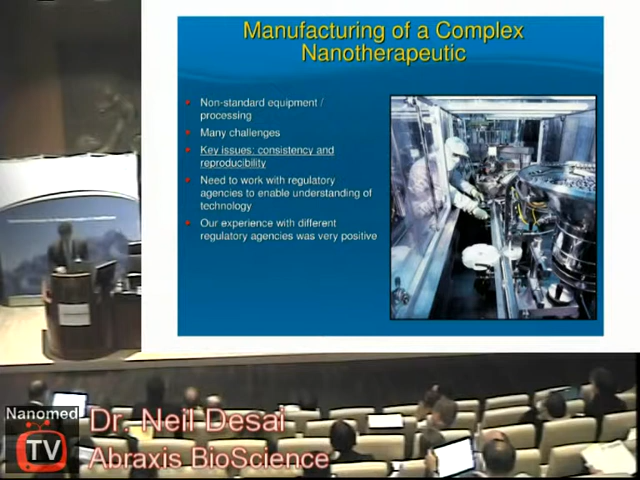 Manufacturing of a Complex
Nanotherapeutic
Non-standard equipment /
processing
Many challenges
Key issues: consistency and
reproducibility
Need to work with regulatory
agencies to enable understanding of
technology
Our experience with different
regulatory agencies was very positive
Nanomed
TV
Dr. Neil Desai
Abraxis BioScience